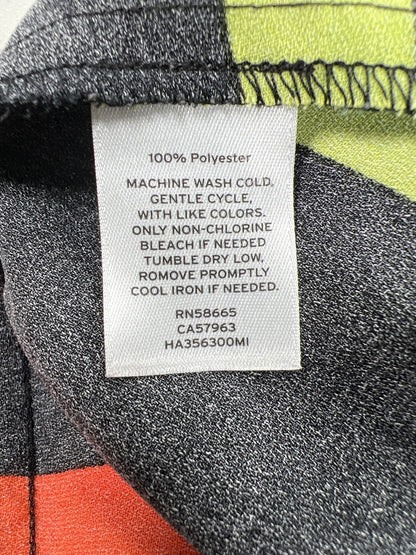 100% Polyester
MACHINE WASH COLD,
GENTLE CYCLE,
WITH LIKE COLORS.
ONLY NON-CHLORINE
BLEACH IF NEEDED
TUMBLE DRY LOW,
REMOVE PROMPTLY
COOL IRON IF NEEDED.
RN58665
CA57963
HA356300MI